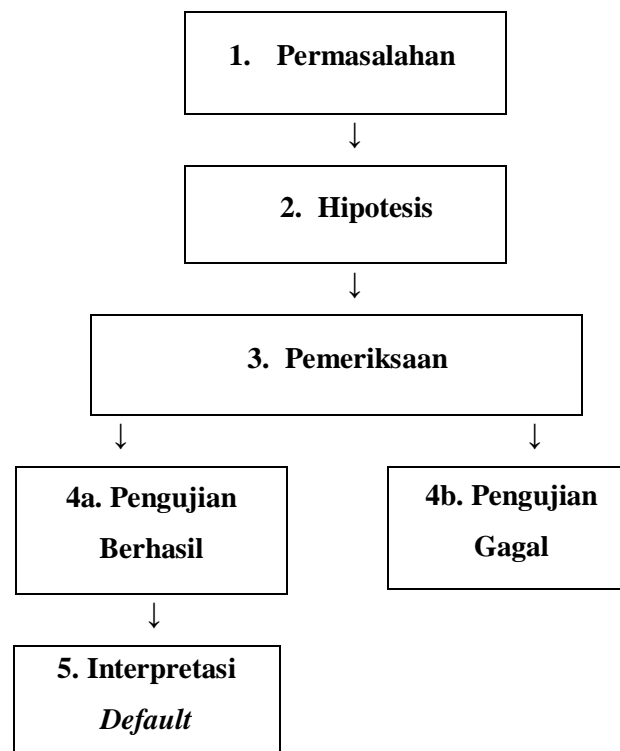 1. Permasalahan
↓
2. Hipotesis
↓
3. Pemeriksaan
↓ ↓
4a. Pengujian
Berhasil
4b. Pengujian
Gagal
↓
5. Interpretasi
Default